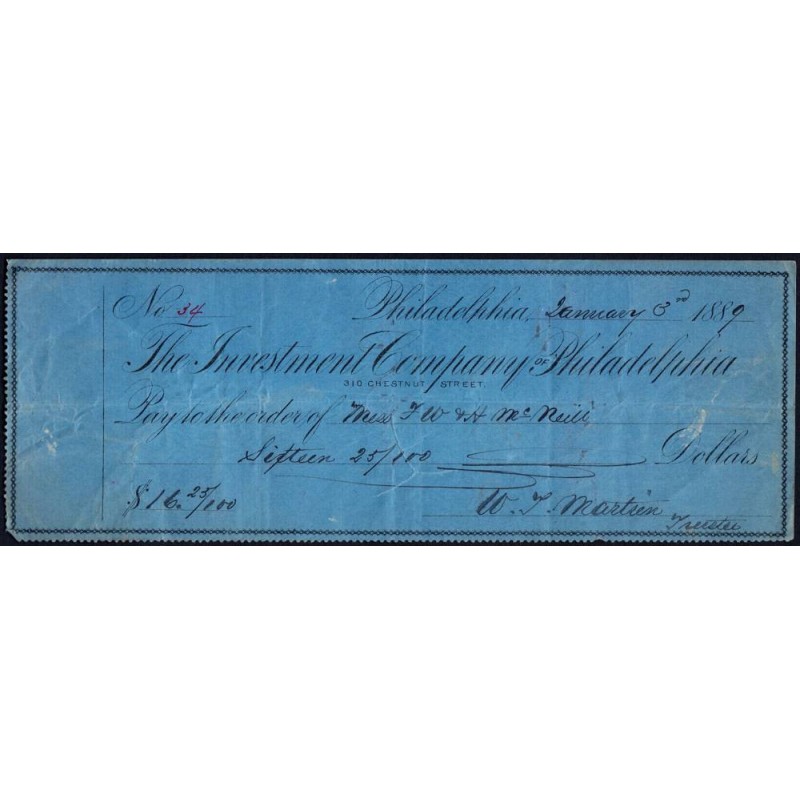 No 34 Philadelphia, January 3rd 1889
The Investment Company of Philadelphia
310 CHESTNUT STREET.
Pay to the order of Mess F W & H McNeill
Sixteen 25/100 Dollars
$16. 25/100 W. T. Martien
Trustee